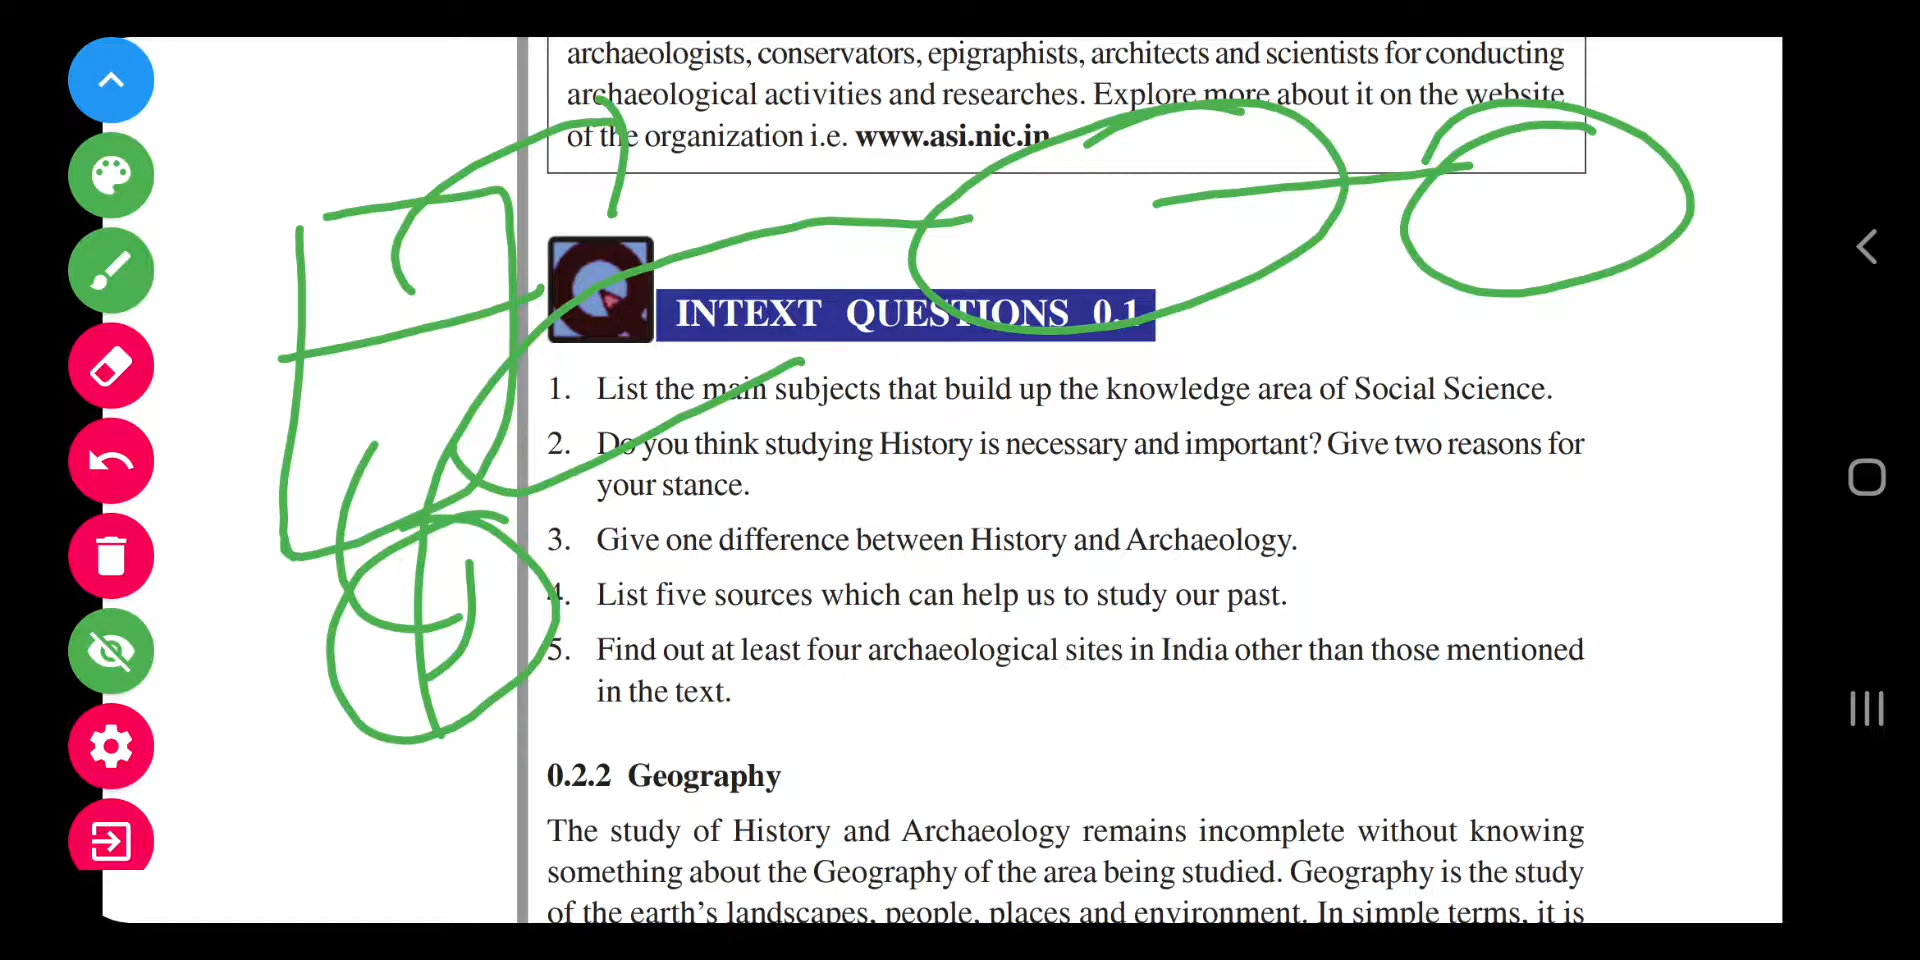 archaeologists, conservators, epigraphists, architects and scientists for conducting
archaeological activities and researches. Explore more about it on the website
of the organization i.e. www.asi.nic.in
INTEXT QUESTIONS 0.1
1. List the main subjects that build up the knowledge area of Social Science.
2. Do you think studying History is necessary and important? Give two reasons for
your stance.
3. Give one difference between History and Archaeology.
4. List five sources which can help us to study our past.
5. Find out at least four archaeological sites in India other than those mentioned
in the text.
0.2.2 Geography
The study of History and Archaeology remains incomplete without knowing
something about the Geography of the area being studied. Geography is the study
of the earth's landscapes, people, places and environment. In simple terms, it is